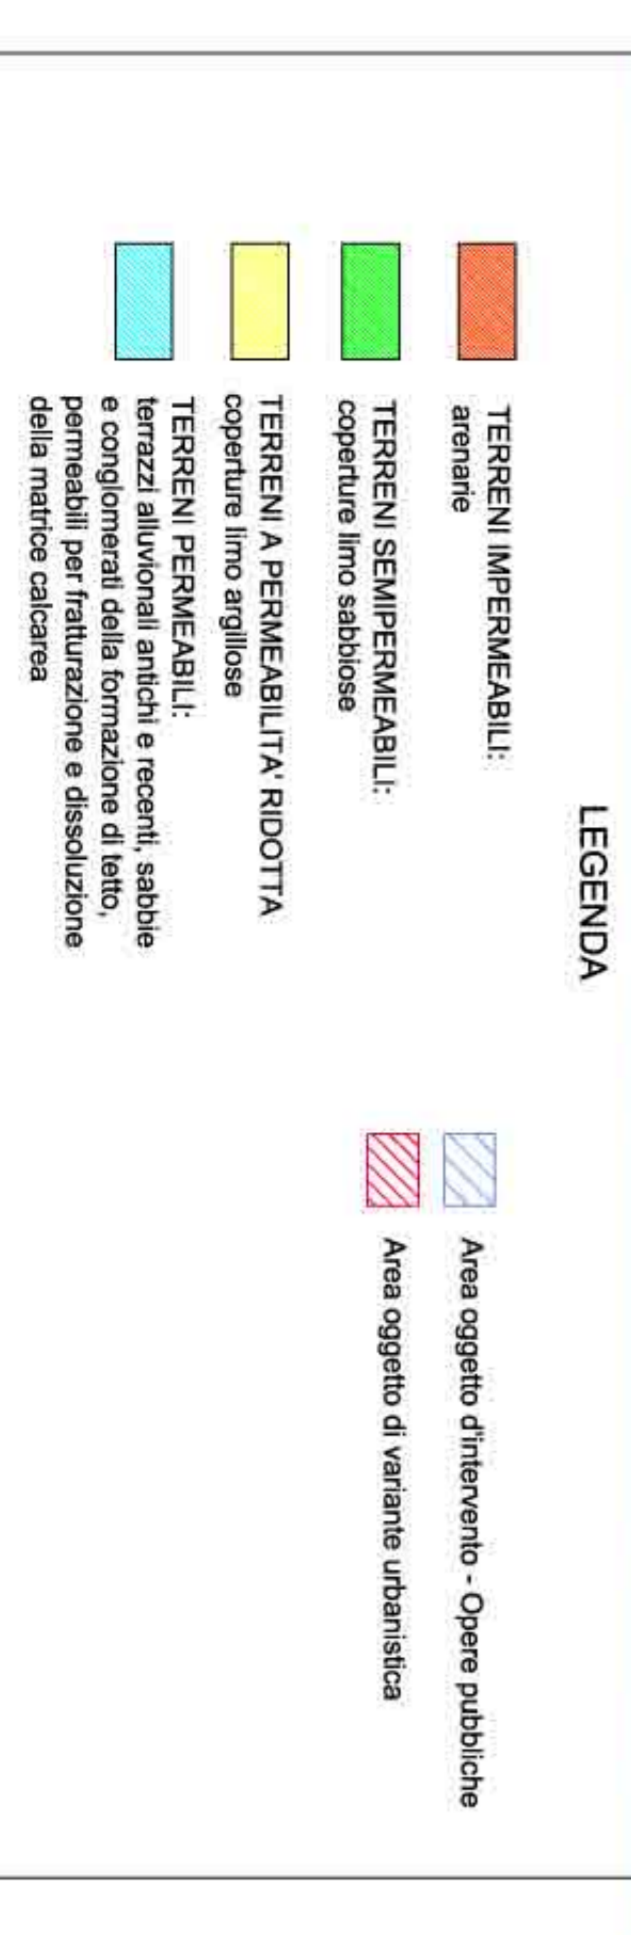 LEGENDA
TERRENI IMPERMEABILI:
arenarie
TERRENI SEMIPERMEABILI:
coperture limo sabbiose
TERRENI A PERMEABILITA' RIDOTTA
coperture limo argillose
TERRENI PERMEABILI:
terrazzi alluvionali antichi e recenti, sabbie
e conglomerati della formazione di tetto,
permeabili per fratturazione e dissoluzione
della matrice calcarea
Area oggetto d'intervento - Opere pubbliche
Area oggetto di variante urbanistica